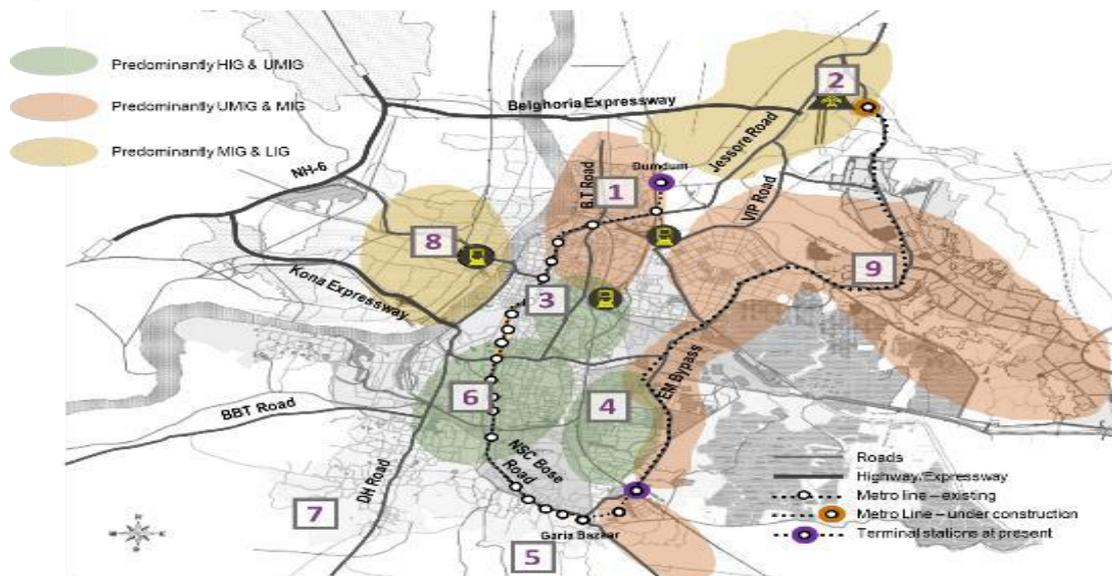 Predominantly HIG & UMIG
Predominantly UMIG & MIG
Predominantly MIG & LIG
2
Belghoria Expressway
NH-6
Jessore Road
B.T Road
Dumdum
1
VIP Road
8
9
Kona Expressway
3
EM Bypass
6
4
BBT Road
NSC Bose
Road
DH Road
7
Garia Bazaar
5
Roads
Highway/Expressway
Metro line – existing
Metro Line – under construction
Terminal stations at present